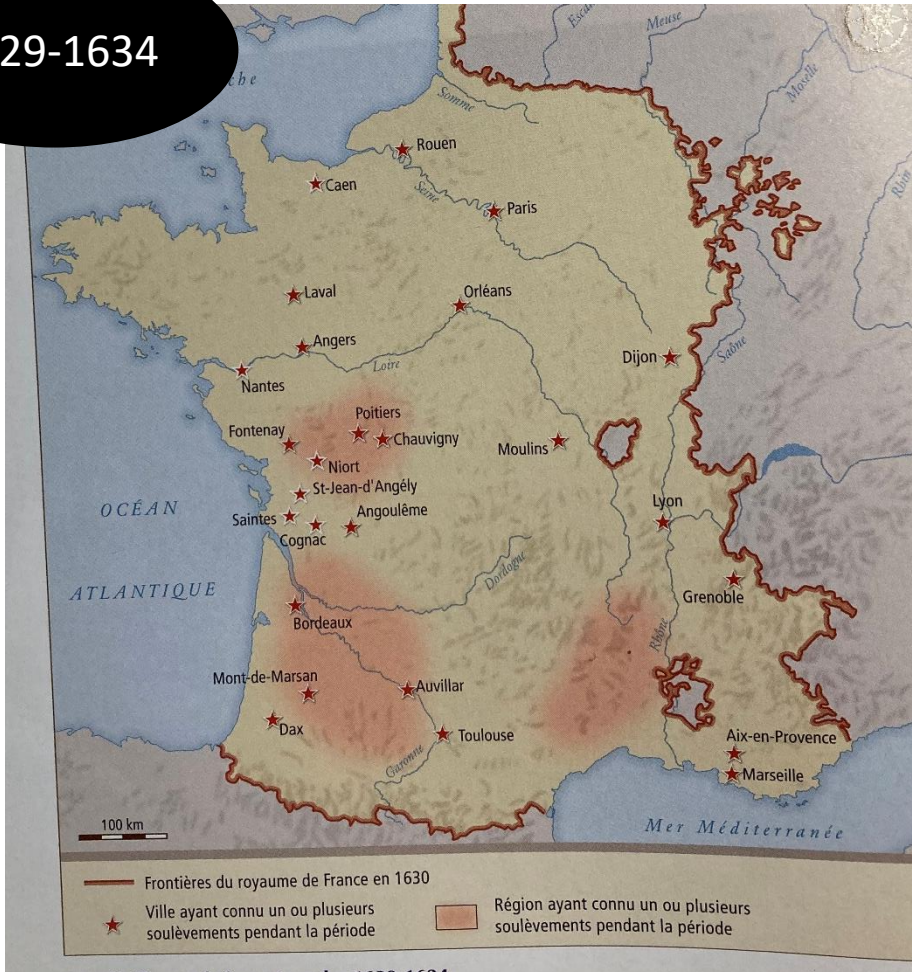 29-1634
che
Escau
Meuse
Moselle
Rhin
Somme
Rouen
Caen
Seine
Paris
Laval
Orléans
Angers
Loire
Dijon
Saône
Nantes
Poitiers
Fontenay
Chauvigny
Moulins
Niort
St-Jean-d'Angély
OCÉAN
Saintes
Angoulême
Lyon
Cognac
ATLANTIQUE
Dordogne
Grenoble
Bordeaux
Rhône
Mont-de-Marsan
Auvillar
Dax
Toulouse
Aix-en-Provence
Garonne
Marseille
100 km
Mer Méditerranée
Frontières du royaume de France en 1630
Ville ayant connu un ou plusieurs
soulèvements pendant la période
Région ayant connu un ou plusieurs
soulèvements pendant la période